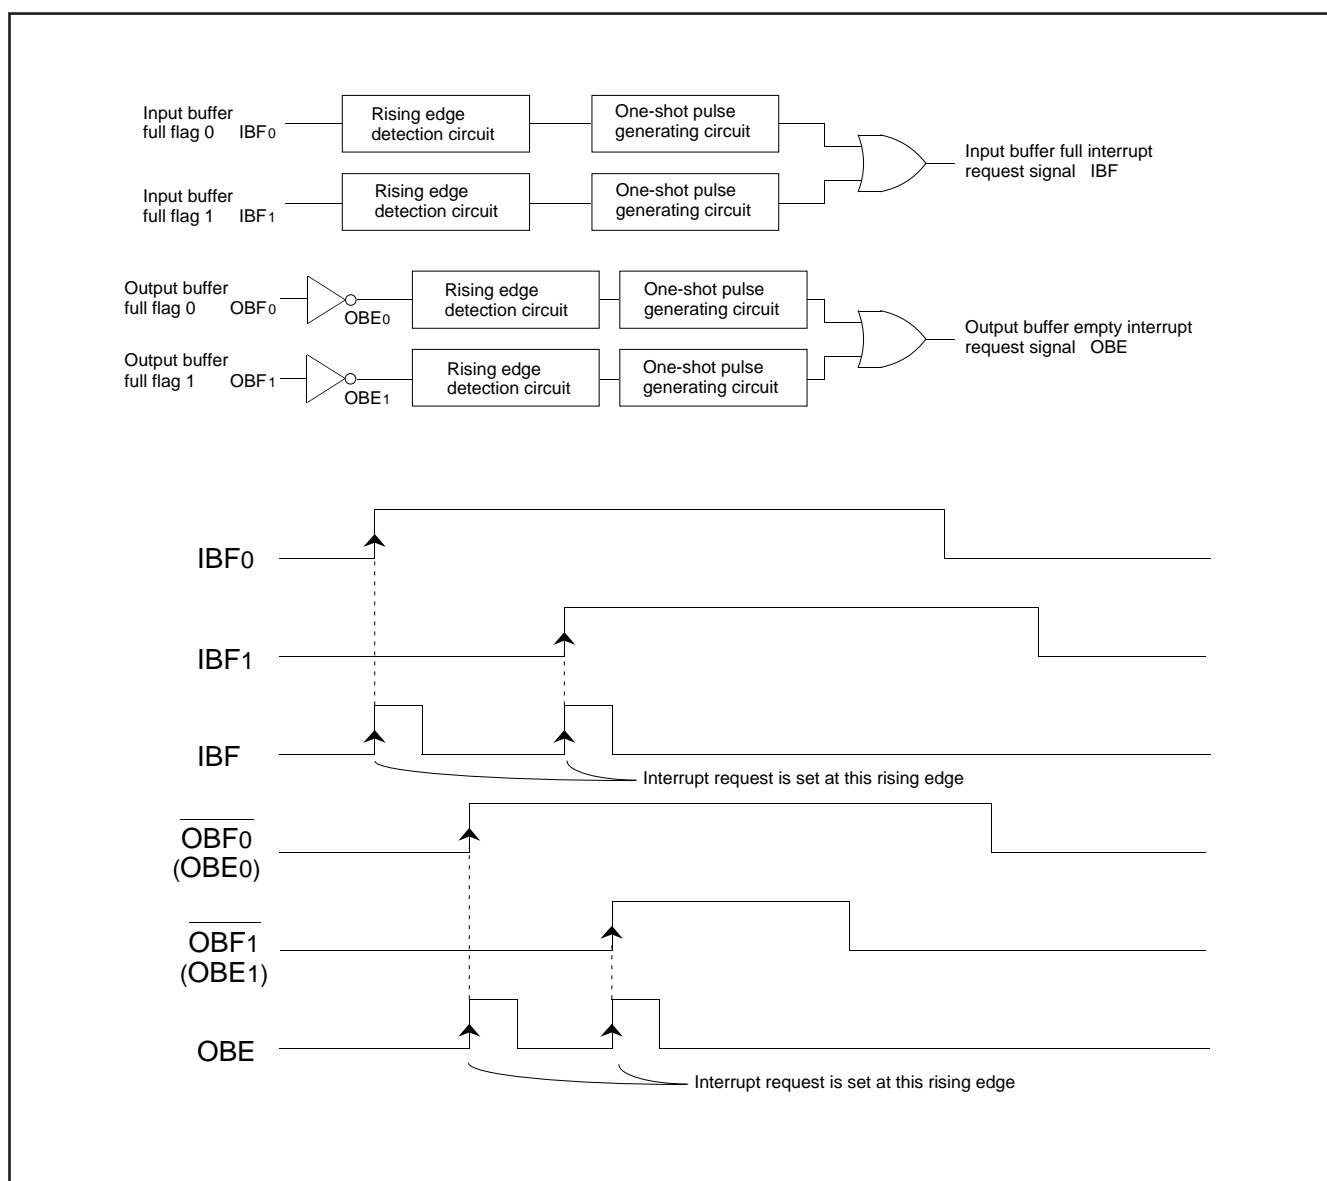 Input buffer
full flag 0 IBF0
Rising edge
detection circuit
One-shot pulse
generating circuit
Input buffer full interrupt
request signal IBF
Input buffer
full flag 1 IBF1
Rising edge
detection circuit
One-shot pulse
generating circuit
Output buffer
full flag 0 OBF0
OBE0
Rising edge
detection circuit
One-shot pulse
generating circuit
Output buffer empty interrupt
request signal OBE
Output buffer
full flag 1 OBF1
OBE1
Rising edge
detection circuit
One-shot pulse
generating circuit
IBF0
IBF1
IBF
Interrupt request is set at this rising edge
O̅B̅F̅0̅
(OBE0)
O̅B̅F̅1̅
(OBE1)
OBE
Interrupt request is set at this rising edge